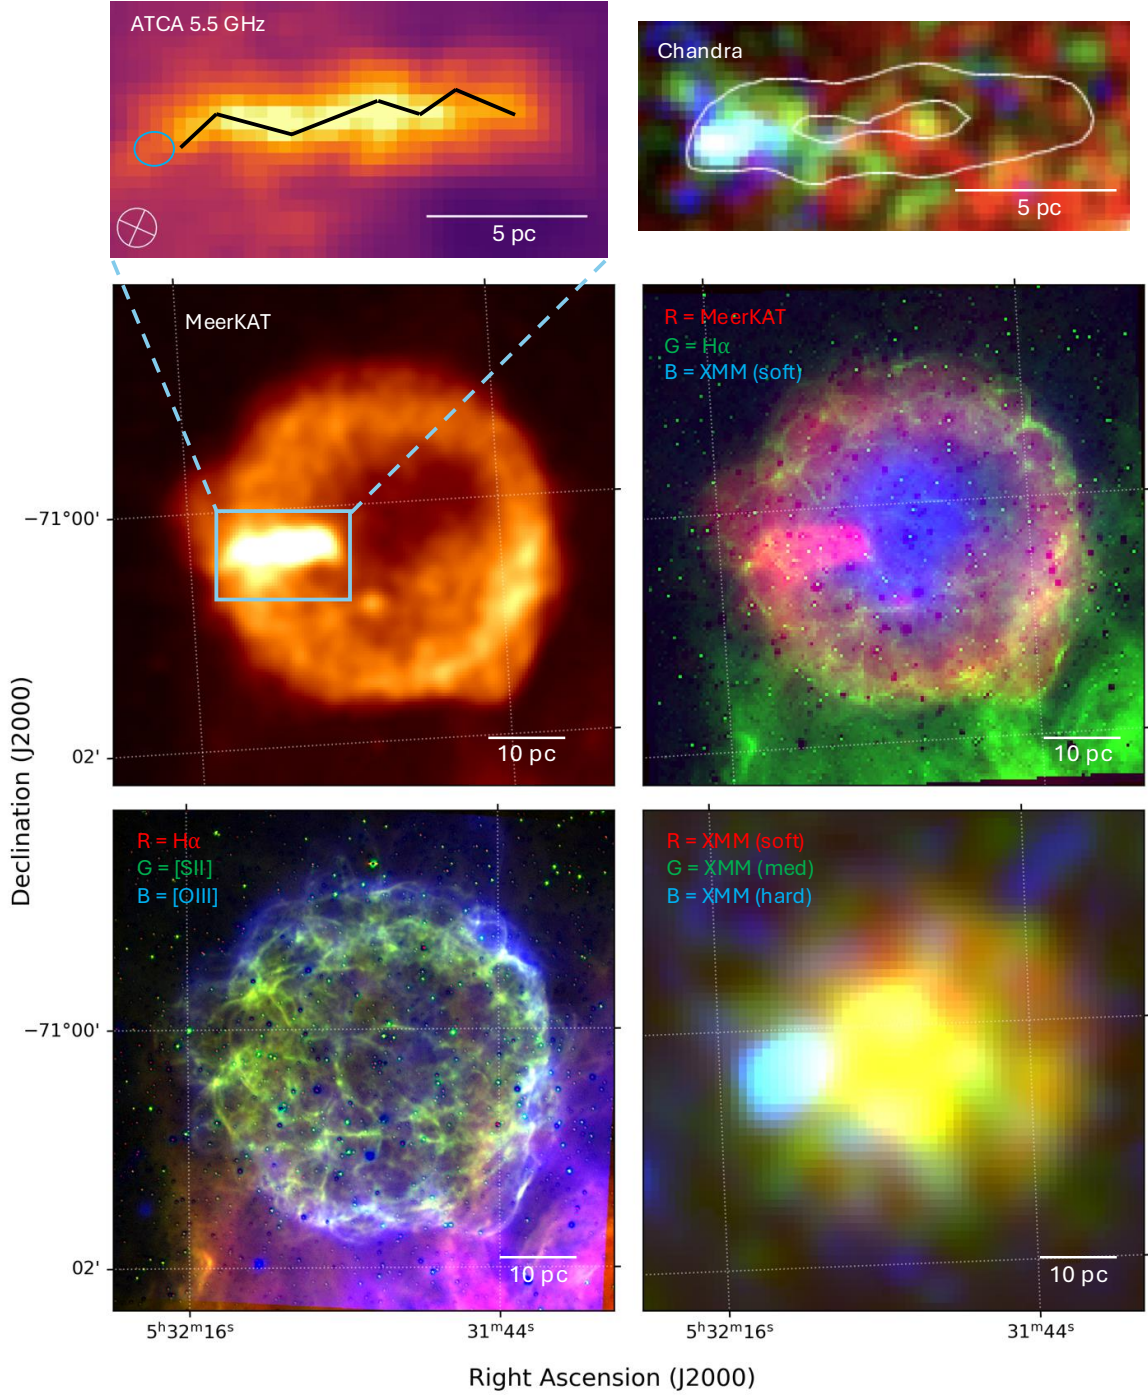 ATCA 5.5 GHz
5 pc
Chandra
5 pc
MeerKAT
10 pc
R = MeerKAT
G = Hα
B = XMM (soft)
10 pc
R = Hα
G = [SII]
B = [OIII]
10 pc
R = XMM (soft)
G = XMM (med)
B = XMM (hard)
10 pc
−71°00'
02'
−71°00'
02'
Declination (J2000)
5ʰ32ᵐ16ˢ
31ᵐ44ˢ
5ʰ32ᵐ16ˢ
31ᵐ44ˢ
Right Ascension (J2000)